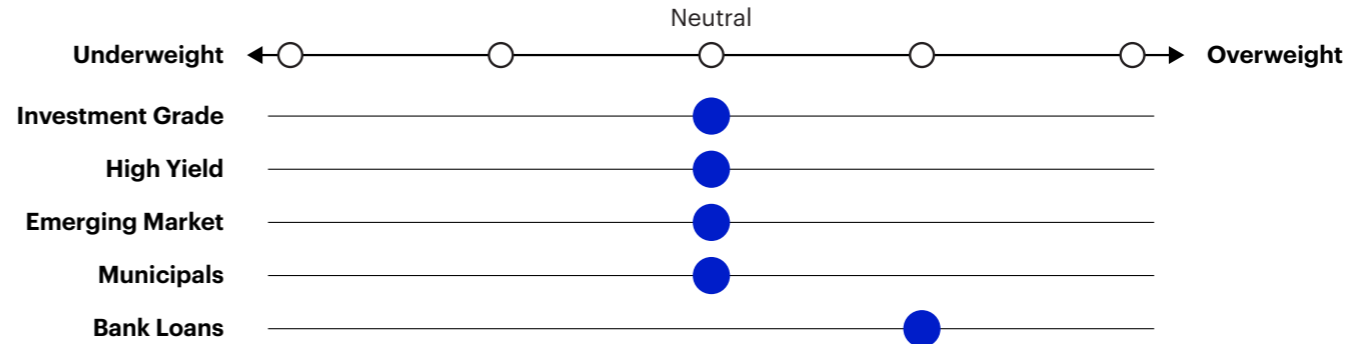 Neutral
Underweight Overweight
Investment Grade
High Yield
Emerging Market
Municipals
Bank Loans